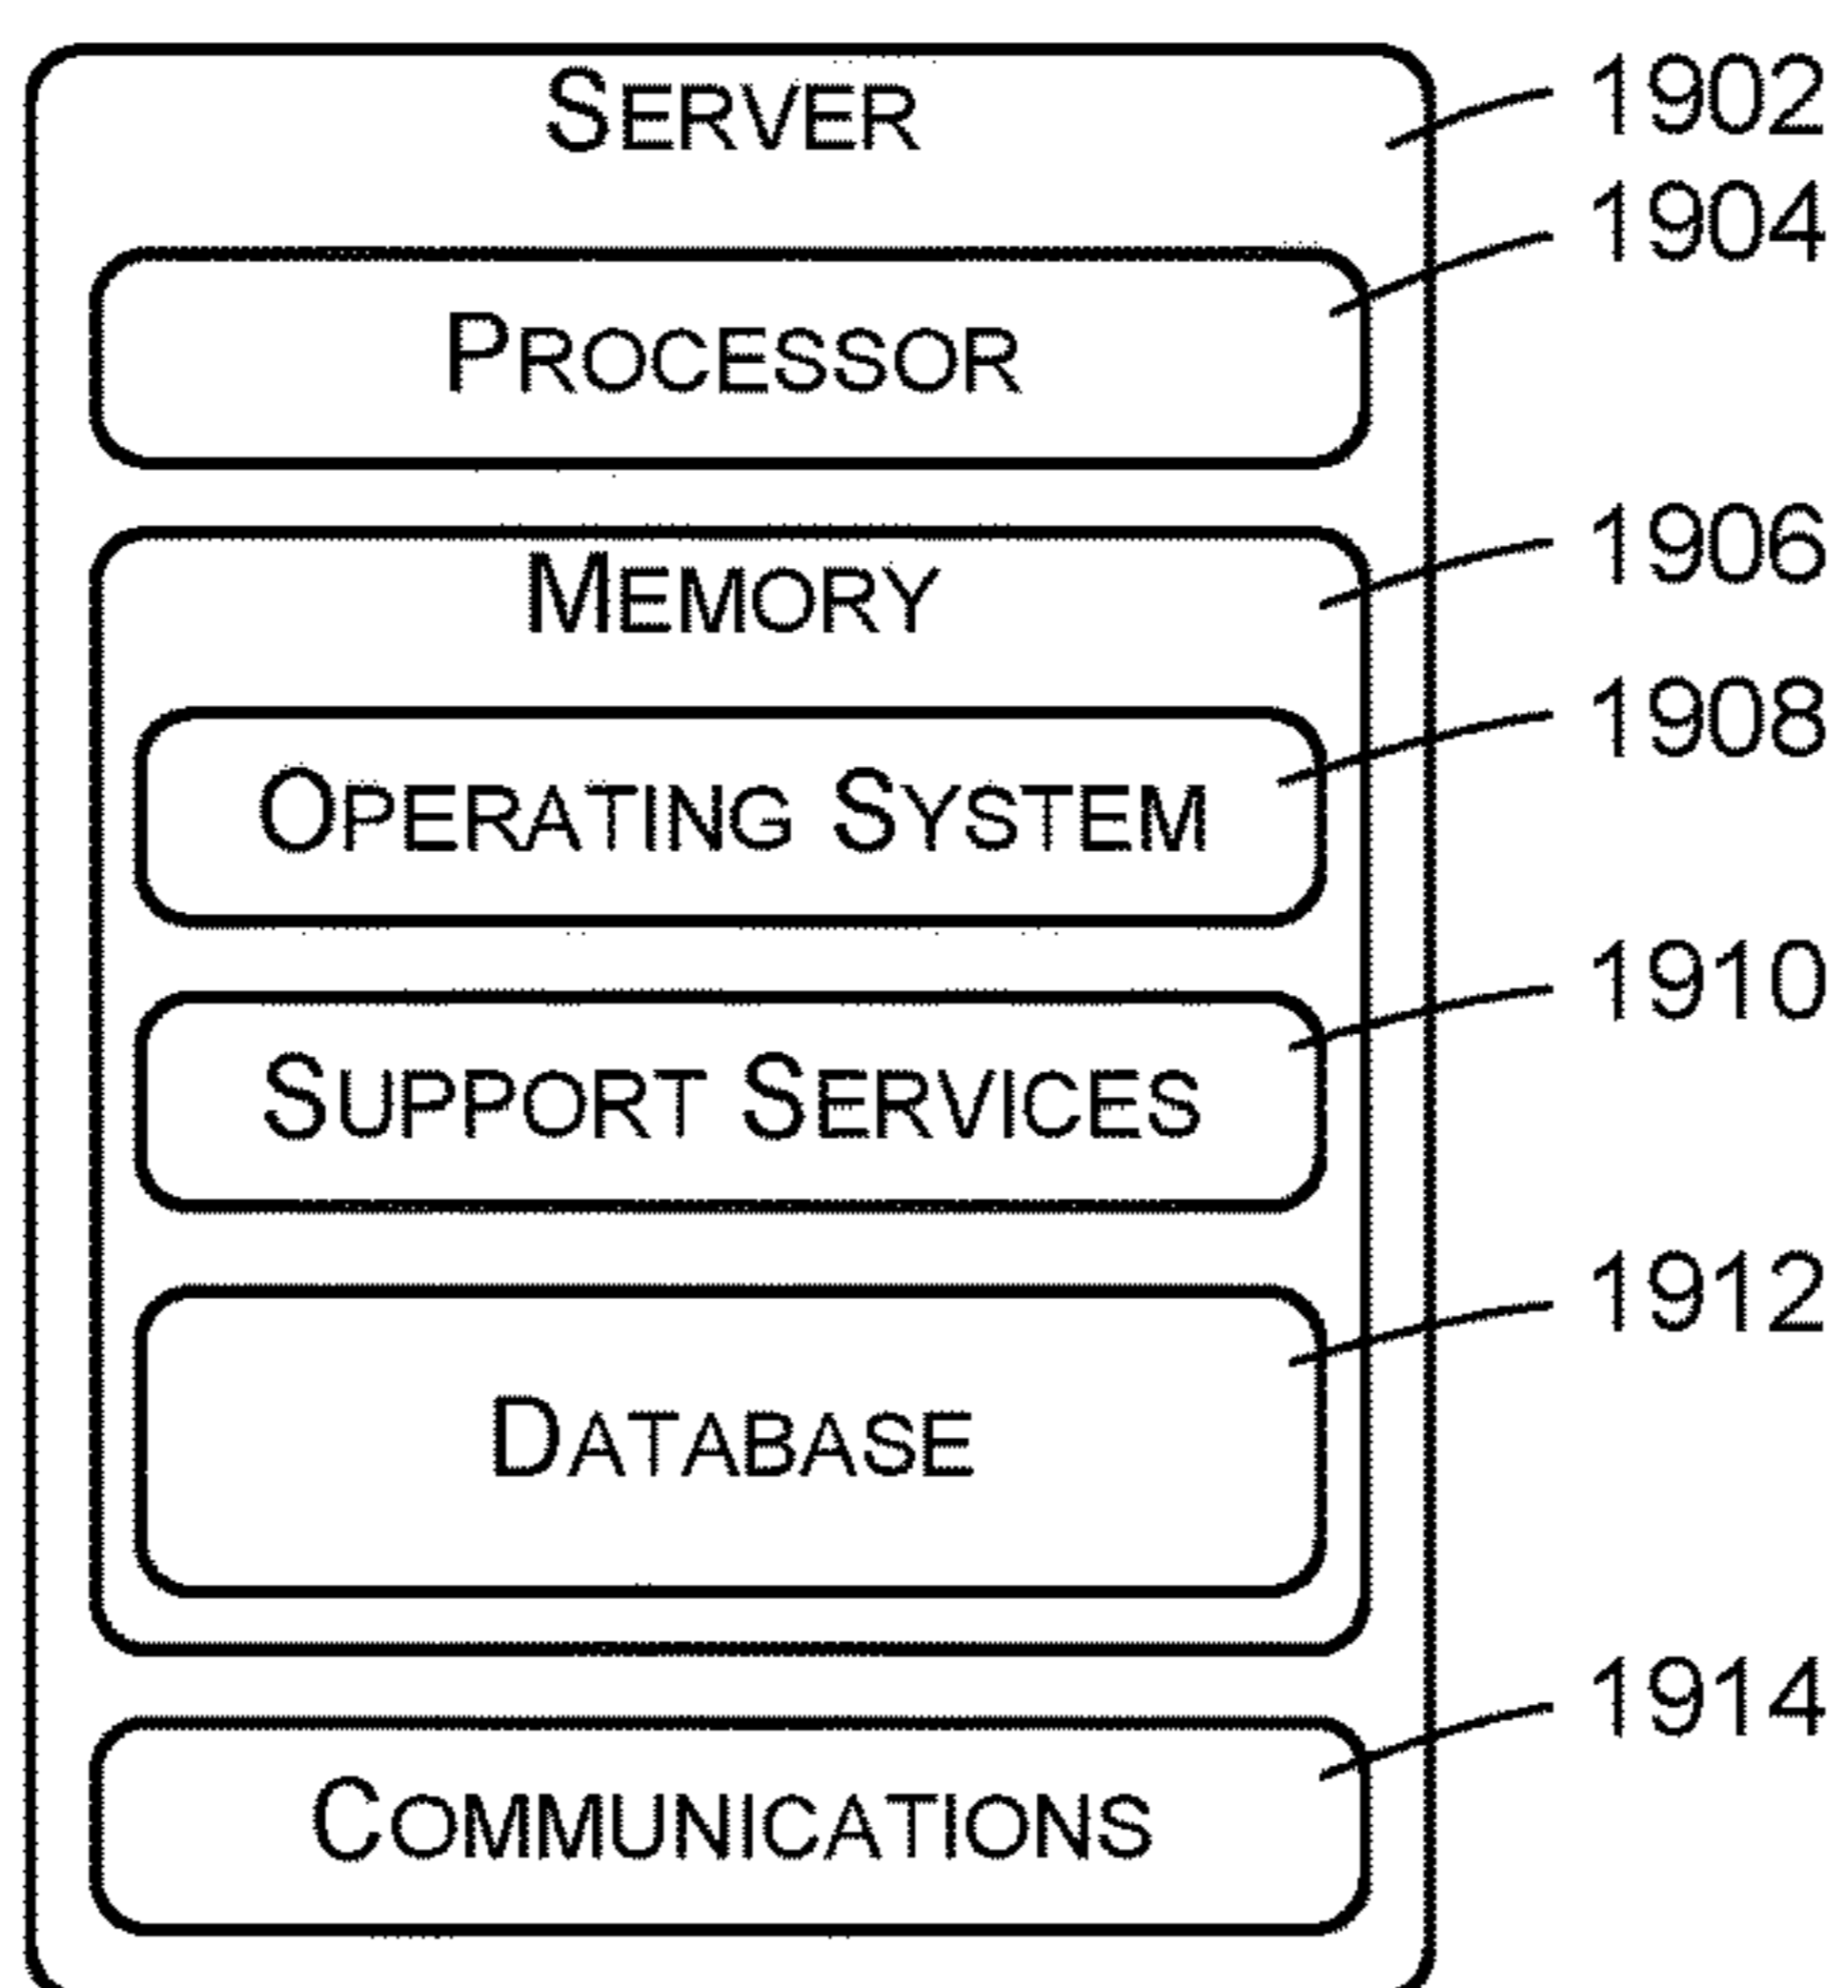 SERVER
1902
1904
PROCESSOR
1906
MEMORY
1908
OPERATING SYSTEM
1910
SUPPORT SERVICES
1912
DATABASE
1914
COMMUNICATIONS